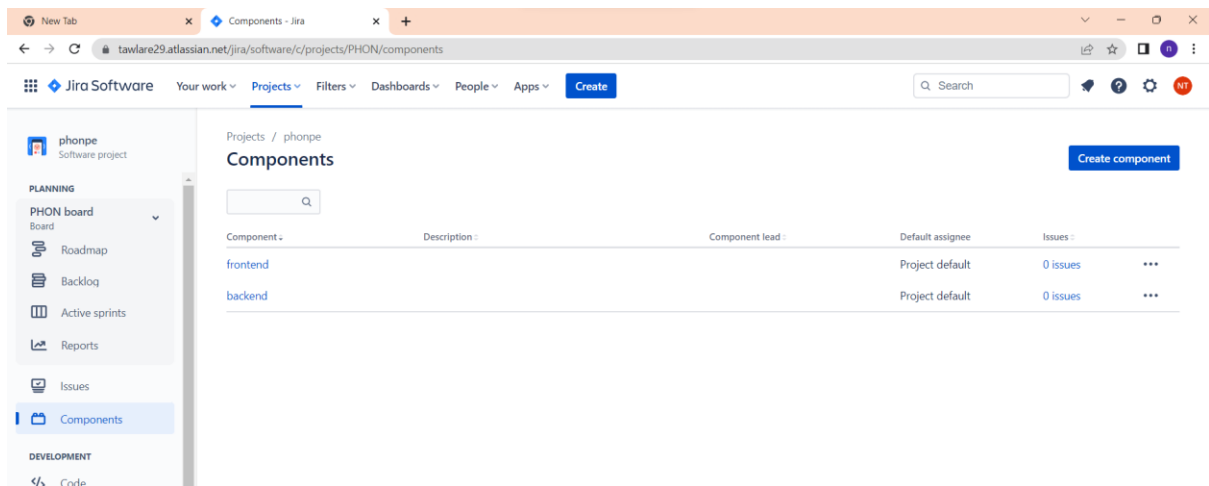 New Tab
Components - Jira
tawlare29.atlassian.net/jira/software/c/projects/PHON/components
n
Jira Software Your work Projects Filters Dashboards People Apps Create
Search
NT
phonpe
Software project
PLANNING
PHON board
Board
Roadmap
Backlog
Active sprints
Reports
Issues
Components
DEVELOPMENT
Code
Projects / phonpe
Components
Create component
Component Description Component lead Default assignee Issues
frontend Project default 0 issues
backend Project default 0 issues